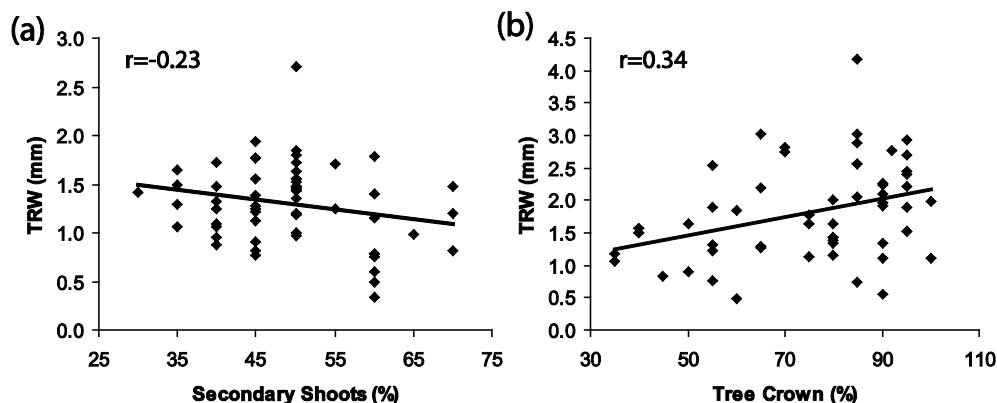 (a)
r=-0.23
TRW (mm)
3.0
2.5
2.0
1.5
1.0
0.5
0.0
25 35 45 55 65 75
Secondary Shoots (%)
(b)
r=0.34
TRW (mm)
4.5
4.0
3.5
3.0
2.5
2.0
1.5
1.0
0.5
0.0
30 50 70 90 110
Tree Crown (%)